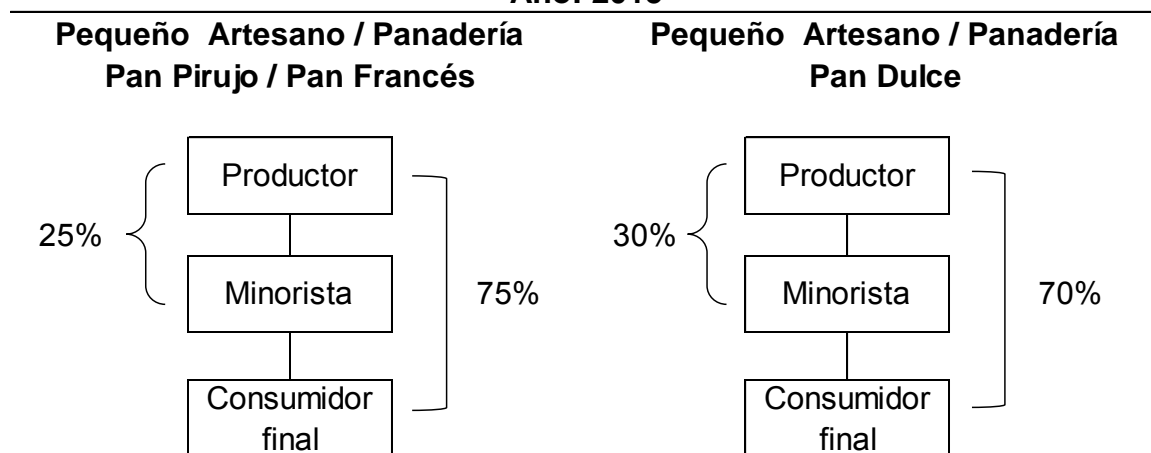 Pequeño Artesano / Panadería
Pan Pirujo / Pan Francés
Productor
25%
Minorista
75%
Consumidor
final
Pequeño Artesano / Panadería
Pan Dulce
Productor
30%
Minorista
70%
Consumidor
final